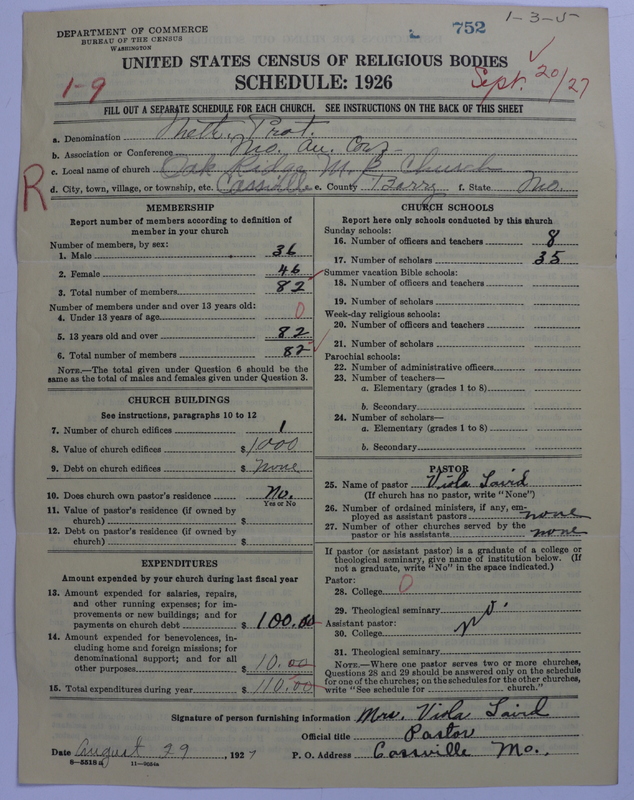 1-3-5
DEPARTMENT OF COMMERCE
BUREAU OF THE CENSUS
WASHINGTON
752
UNITED STATES CENSUS OF RELIGIOUS BODIES
SCHEDULE: 1926
1-9
Sept. 20/27
FILL OUT A SEPARATE SCHEDULE FOR EACH CHURCH. SEE INSTRUCTIONS ON THE BACK OF THIS SHEET
a. Denomination Meth. Prot.
b. Association or Conference Mo. An. Con
c. Local name of church Oak Ridge M. P. Church
d. City, town, village, or township, etc. Cassville e. County Barry f. State Mo.
R
MEMBERSHIP
Report number of members according to definition of
member in your church
Number of members, by sex:
1. Male 36
2. Female 46
3. Total number of members 82
Number of members under and over 13 years old:
4. Under 13 years of age 0
5. 13 years old and over 82
6. Total number of members 82
NOTE.—The total given under Question 6 should be
same as the total of males and females given under Question 3.
CHURCH BUILDINGS
See instructions, paragraphs 10 to 12
7. Number of church edifices 1
8. Value of church edifices $ 1000
9. Debt on church edifices $ None
10. Does church own pastor's residence No.
Yes or No
11. Value of pastor's residence (if owned by
church) $
12. Debt on pastor's residence (if owned by
church) $
EXPENDITURES
Amount expended by your church during last fiscal year
13. Amount expended for salaries, repairs,
and other running expenses; for im-
provements or new buildings; and for
payments on church debt $ 100.00
14. Amount expended for benevolences, in-
cluding home and foreign missions; for
denominational support; and for all
other purposes $ 10.00
15. Total expenditures during year $ 110.00
CHURCH SCHOOLS
Report here only schools conducted by this church
Sunday schools:
16. Number of officers and teachers 8
17. Number of scholars 35
Summer vacation Bible schools:
18. Number of officers and teachers
19. Number of scholars
Week-day religious schools:
20. Number of officers and teachers
21. Number of scholars
Parochial schools:
22. Number of administrative officers
23. Number of teachers—
a. Elementary (grades 1 to 8)
b. Secondary
24. Number of scholars—
a. Elementary (grades 1 to 8)
b. Secondary
PASTOR
25. Name of pastor Viola Laird
(If church has no pastor, write "None")
26. Number of ordained ministers, if any, em-
ployed as assistant pastors none
27. Number of other churches served by the
pastor or his assistants none
If pastor (or assistant pastor) is a graduate of a college or
theological seminary, give name of institution below. (If
not a graduate, write "No" in the space indicated.)
Pastor:
28. College 0
29. Theological seminary
Assistant pastor: no.
30. College
31. Theological seminary
NOTE.—Where one pastor serves two or more churches,
Questions 28 and 29 should be answered only on the schedule
for one of the churches; on the schedules for the other churches,
write "See schedule for church."
Signature of person furnishing information Mrs. Viola Laird
Official title Pastor
Date August 29, 1927 P. O. Address Cassville Mo.
8-5518a 11-9034a